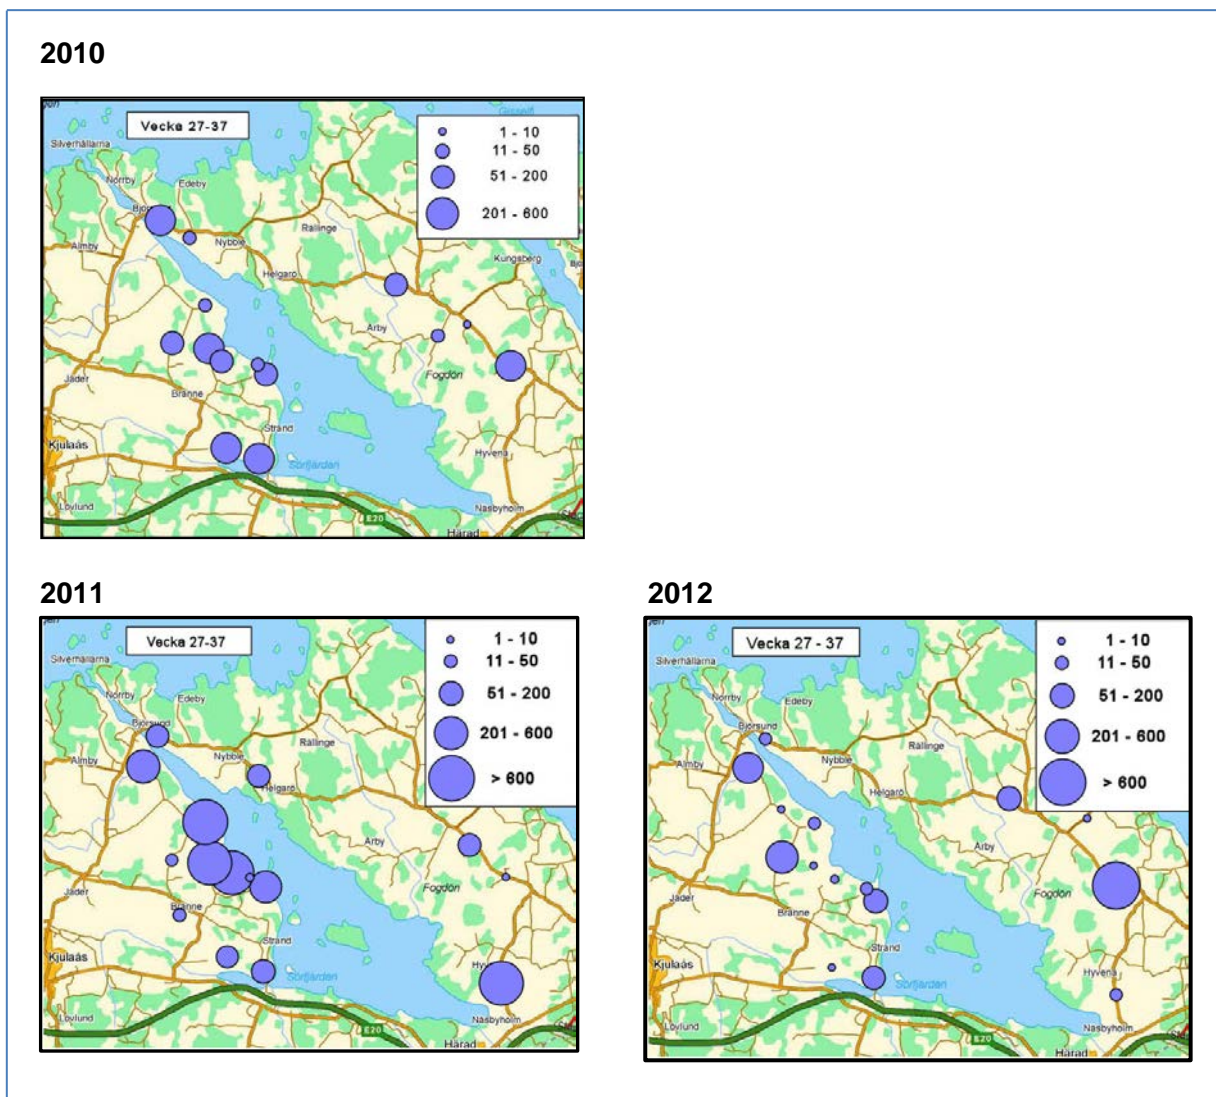 2010
Vecka 27-37
1 - 10
11 - 50
51 - 200
201 - 600
Silverhällarna
Norrby
Edeby
Almby
Nybble
Helgarö
Rällinge
Kungsberg
Arby
Fogdön
Jäder
Bränne
Strand
Kjulaås
Sörfjärden
Hyvena
Lövlund
Näsbyholm
E20
Härad
2011
Vecka 27-37
1 - 10
11 - 50
51 - 200
201 - 600
> 600
Silverhällarna
Norrby
Edeby
Björsund
Almby
Nybble
Helgarö
Rällinge
Arby
Fogdön
Jäder
Bränne
Strand
Kjulaås
Sörfjärden
Lövlund
Näsbyholm
E20
Härad
2012
Vecka 27 - 37
1 - 10
11 - 50
51 - 200
201 - 600
> 600
Silverhällarna
Norrby
Edeby
Björsund
Almby
Nybble
Helgarö
Rällinge
Arby
Fogdön
Jäder
Bränne
Strand
Kjulaås
Sörfjärden
Hyvena
Lövlund
Näsbyholm
E20
Härad